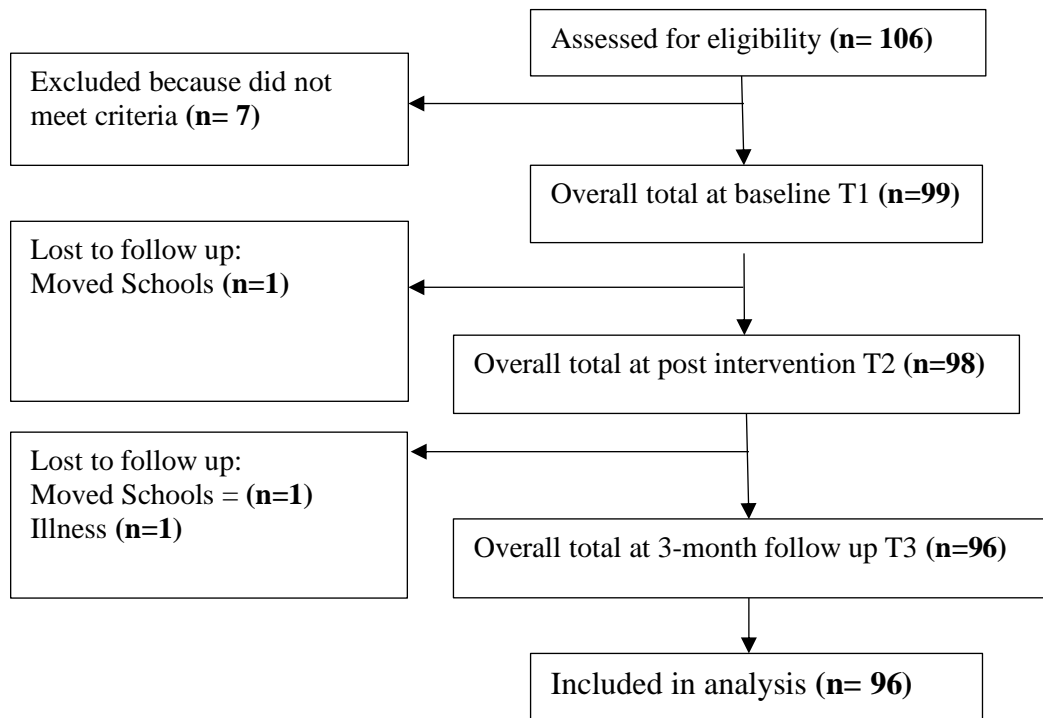 Assessed for eligibility (n= 106)
Excluded because did not
meet criteria (n= 7)
Overall total at baseline T1 (n=99)
Lost to follow up:
Moved Schools (n=1)
Overall total at post intervention T2 (n=98)
Lost to follow up:
Moved Schools = (n=1)
Illness (n=1)
Overall total at 3-month follow up T3 (n=96)
Included in analysis (n= 96)